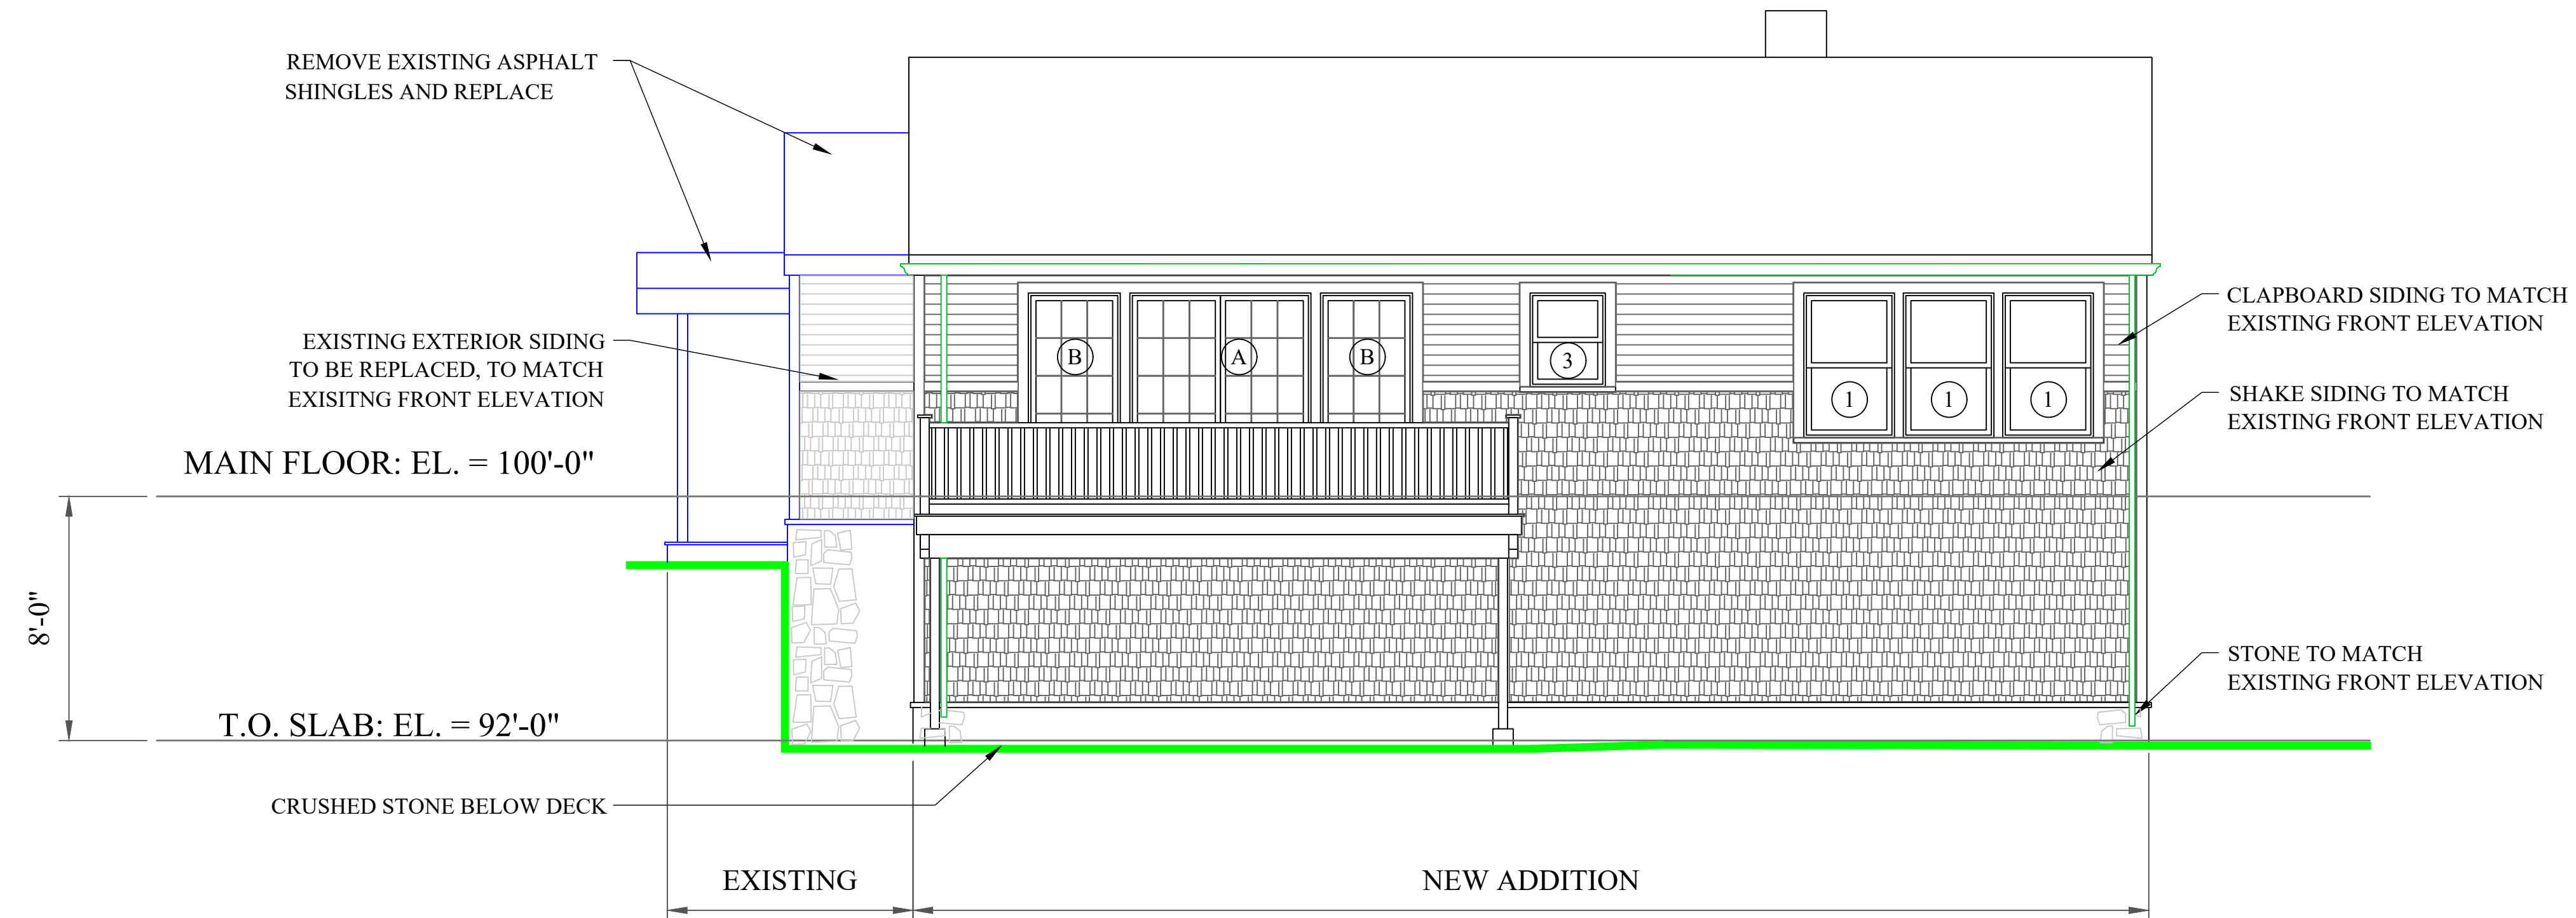 REMOVE EXISTING ASPHALT
SHINGLES AND REPLACE
EXISTING EXTERIOR SIDING
TO BE REPLACED, TO MATCH
EXISITNG FRONT ELEVATION
CLAPBOARD SIDING TO MATCH
EXISTING FRONT ELEVATION
B
A
B
3
1
1
1
SHAKE SIDING TO MATCH
EXISTING FRONT ELEVATION
MAIN FLOOR: EL. = 100'-0"
8'-0"
STONE TO MATCH
EXISTING FRONT ELEVATION
T.O. SLAB: EL. = 92'-0"
CRUSHED STONE BELOW DECK
EXISTING
NEW ADDITION